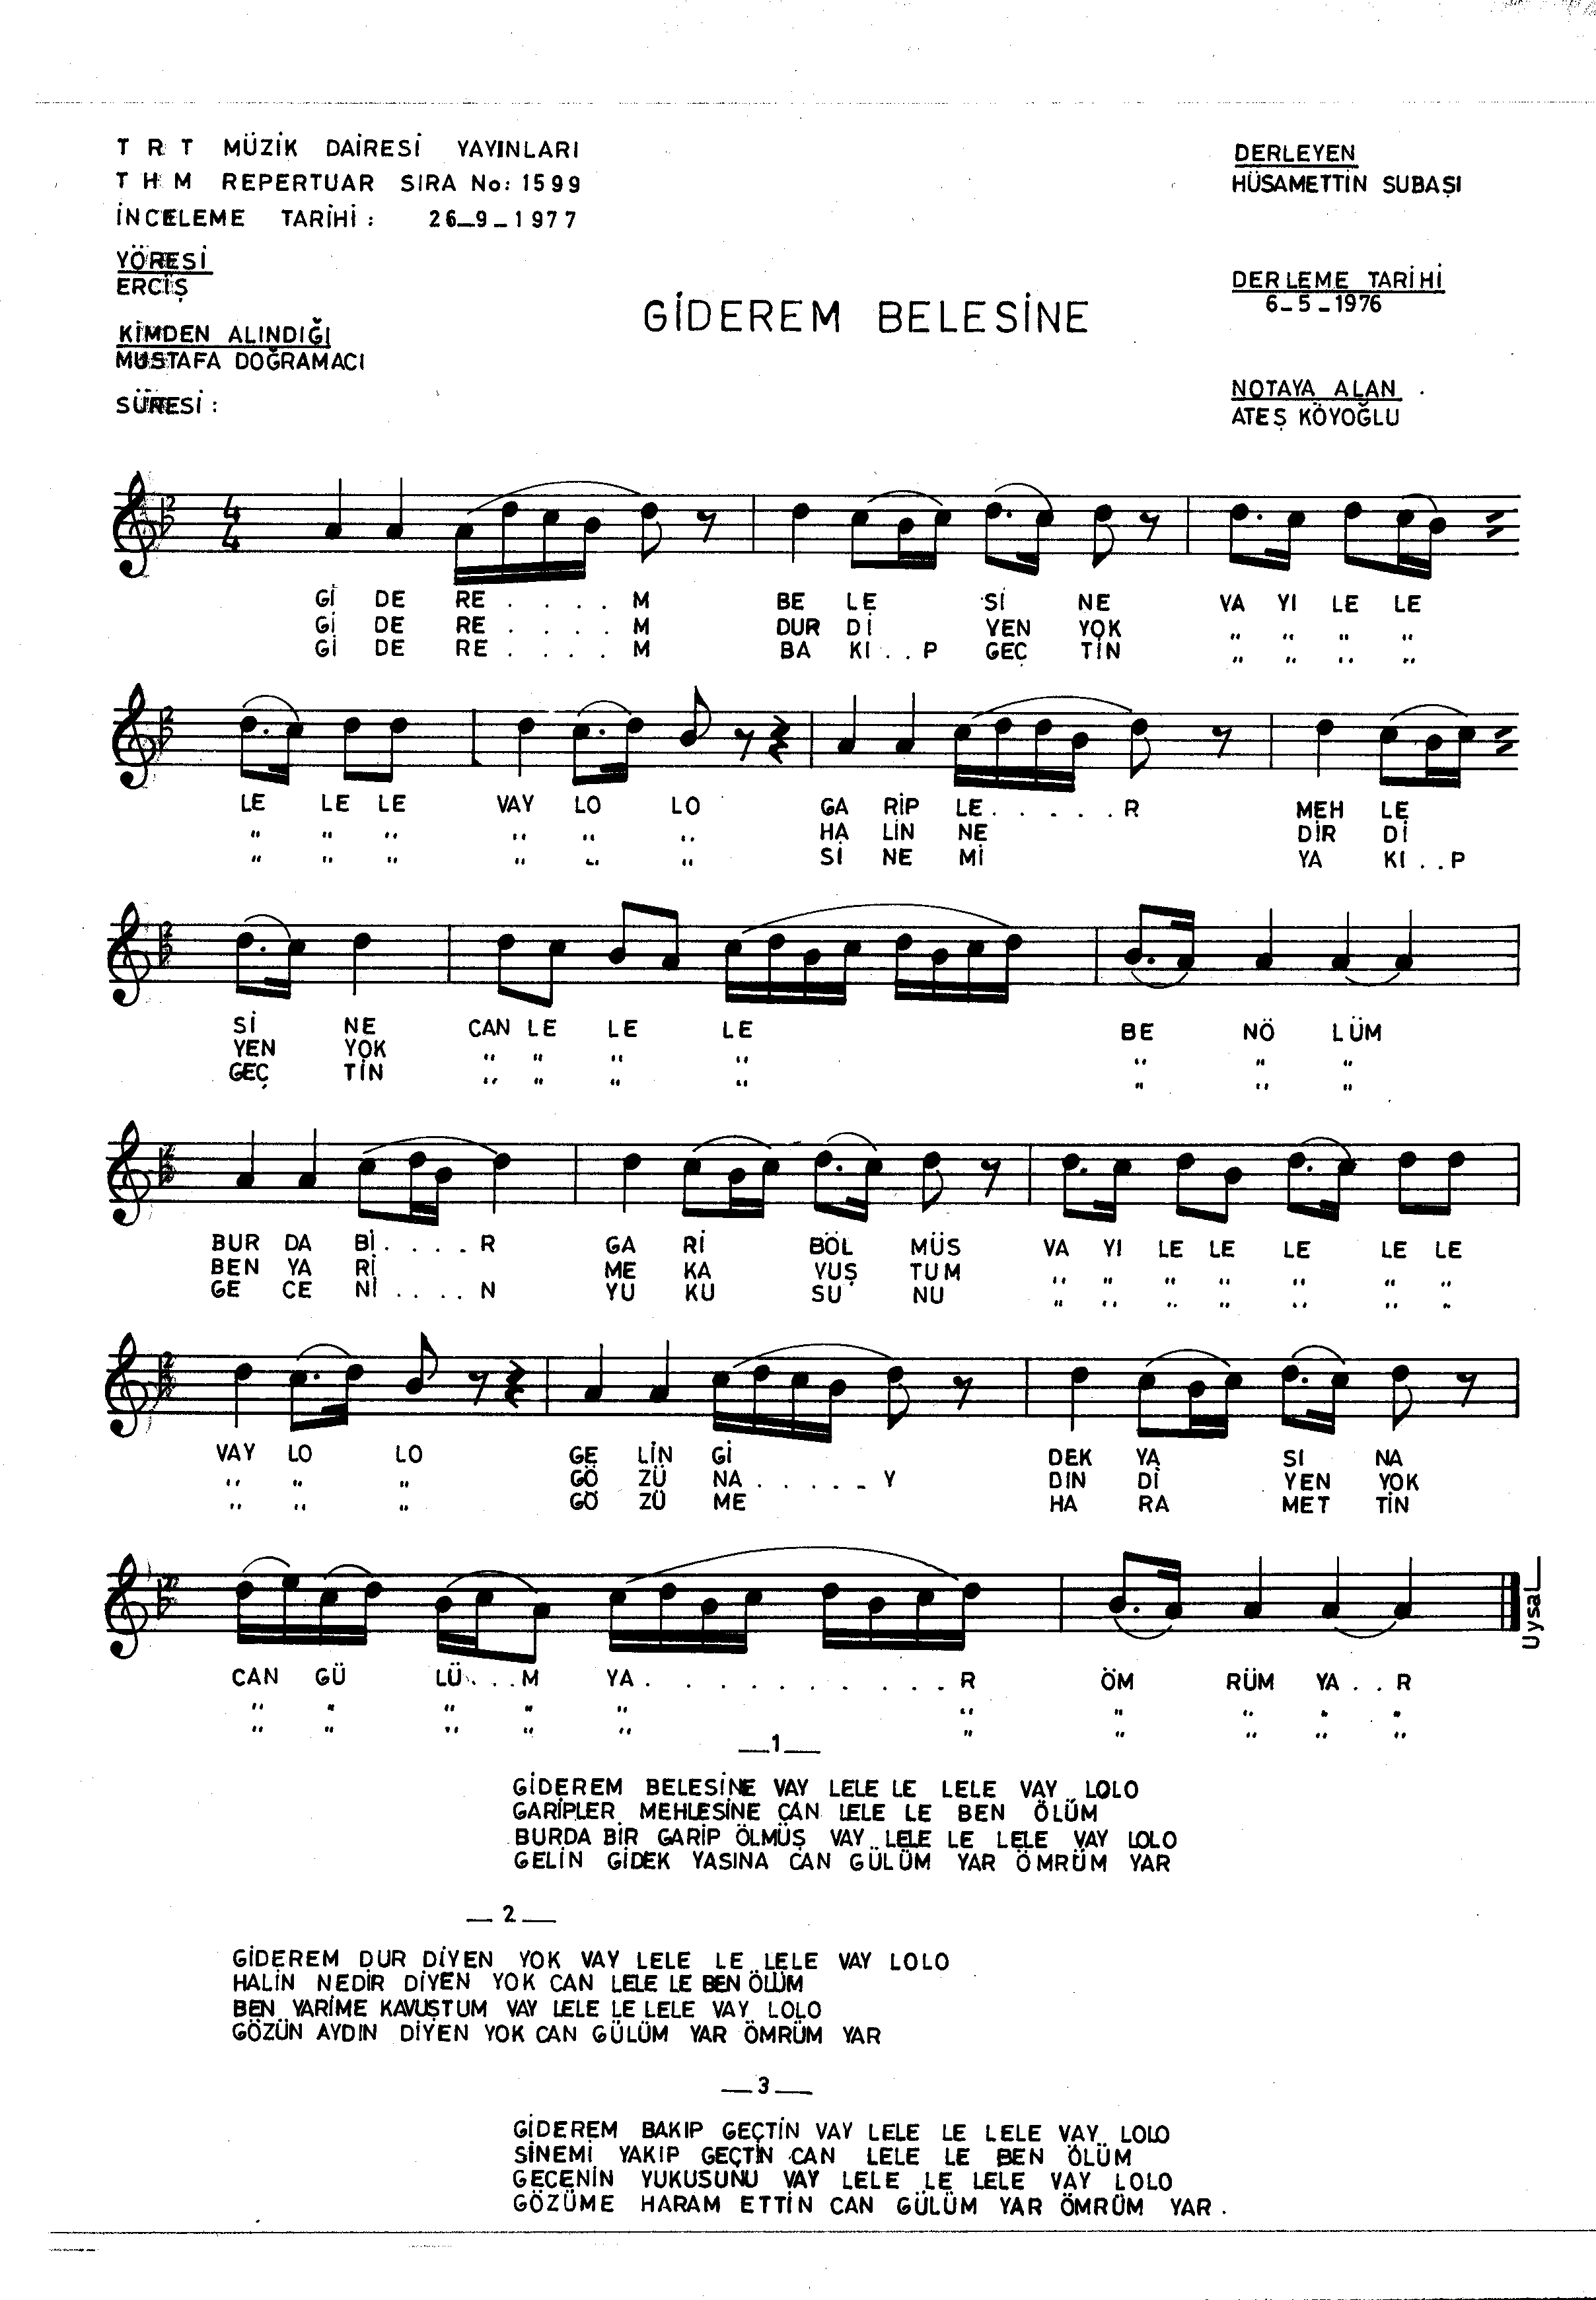 T R T MÜZİK DAİRESİ YAYINLARI
T H M REPERTUAR SIRA No: 1599
İNCELEME TARİHİ : 26_9_1977
YÖRESİ
ERCİŞ
KİMDEN ALINDIĞI
MUSTAFA DOĞRAMACI
SÜRESİ :
GİDEREM BELESİNE
DERLEYEN
HÜSAMETTİN SUBAŞI
DERLEME TARİHİ
6_5_1976
NOTAYA ALAN
ATEŞ KÖYOĞLU
4
4
Gİ DE RE . . . . M BE LE Sİ NE VA YI LE LE
Gİ DE RE . . . . M DUR Dİ YEN YOK " " " "
Gİ DE RE . . . . M BA KI . . P GEÇ TİN " " " "
LE LE LE VAY LO LO GA RİP LE . . . . . R MEH LE
" " " " " " HA LİN NE DİR Dİ
" " " " " " Sİ NE Mİ YA KI . . P
Sİ NE CAN LE LE LE BE NÖ LÜM
YEN YOK " " " " " " "
GEÇ TİN " " " " " " "
BUR DA Bİ . . . . R GA Rİ BÖL MÜS VA YI LE LE LE LE LE
BEN YA Rİ ME KA VUŞ TUM " " " " " " "
GE CE Nİ . . . . N YU KU SU NU " " " " " " "
VAY LO LO GE LİN Gİ DEK YA SI NA
" " " GÖ ZÜ NA . . . . . Y DIN Dİ YEN YOK
" " " GÖ ZÜ ME HA RA MET TİN
CAN GÜ LÜ . . . M YA . . . . . . . . . R ÖM RÜM YA . . R
" " " " " " " " " "
" " " " " " " " " "
Uysal
_1_
GİDEREM BELESİNE VAY LELE LE LELE VAY LOLO
GARİPLER MEHLESİNE CAN LELE LE BEN ÖLÜM
BURDA BİR GARİP ÖLMÜŞ VAY LELE LE LELE VAY LOLO
GELİN GİDEK YASINA CAN GÜLÜM YAR ÖMRÜM YAR
_2_
GİDEREM DUR DİYEN YOK VAY LELE LE LELE VAY LOLO
HALİN NEDİR DİYEN YOK CAN LELE LE BEN ÖLÜM
BEN YARİME KAVUŞTUM VAY LELE LE LELE VAY LOLO
GÖZÜN AYDIN DİYEN YOK CAN GÜLÜM YAR ÖMRÜM YAR
_3_
GİDEREM BAKIP GEÇTİN VAY LELE LE LELE VAY LOLO
SİNEMİ YAKIP GEÇTİN CAN LELE LE BEN ÖLÜM
GECENİN YUKUSUNU VAY LELE LE LELE VAY LOLO
GÖZÜME HARAM ETTİN CAN GÜLÜM YAR ÖMRÜM YAR .